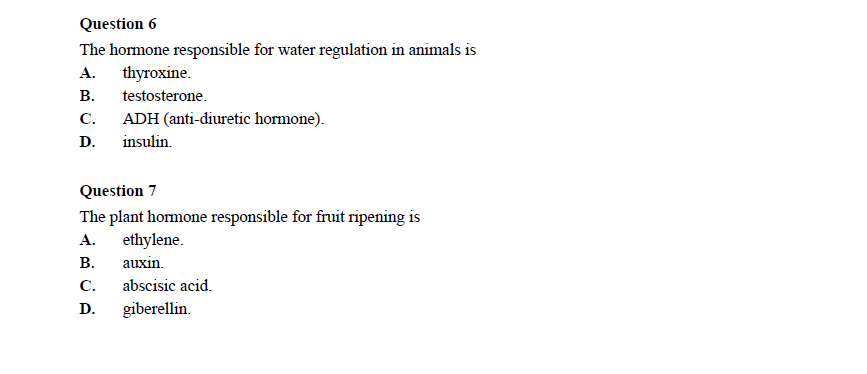 Question 6
The hormone responsible for water regulation in animals is
A. thyroxine.
B. testosterone.
C. ADH (anti-diuretic hormone).
D. insulin.
Question 7
The plant hormone responsible for fruit ripening is
A. ethylene.
B. auxin.
C. abscisic acid.
D. giberellin.